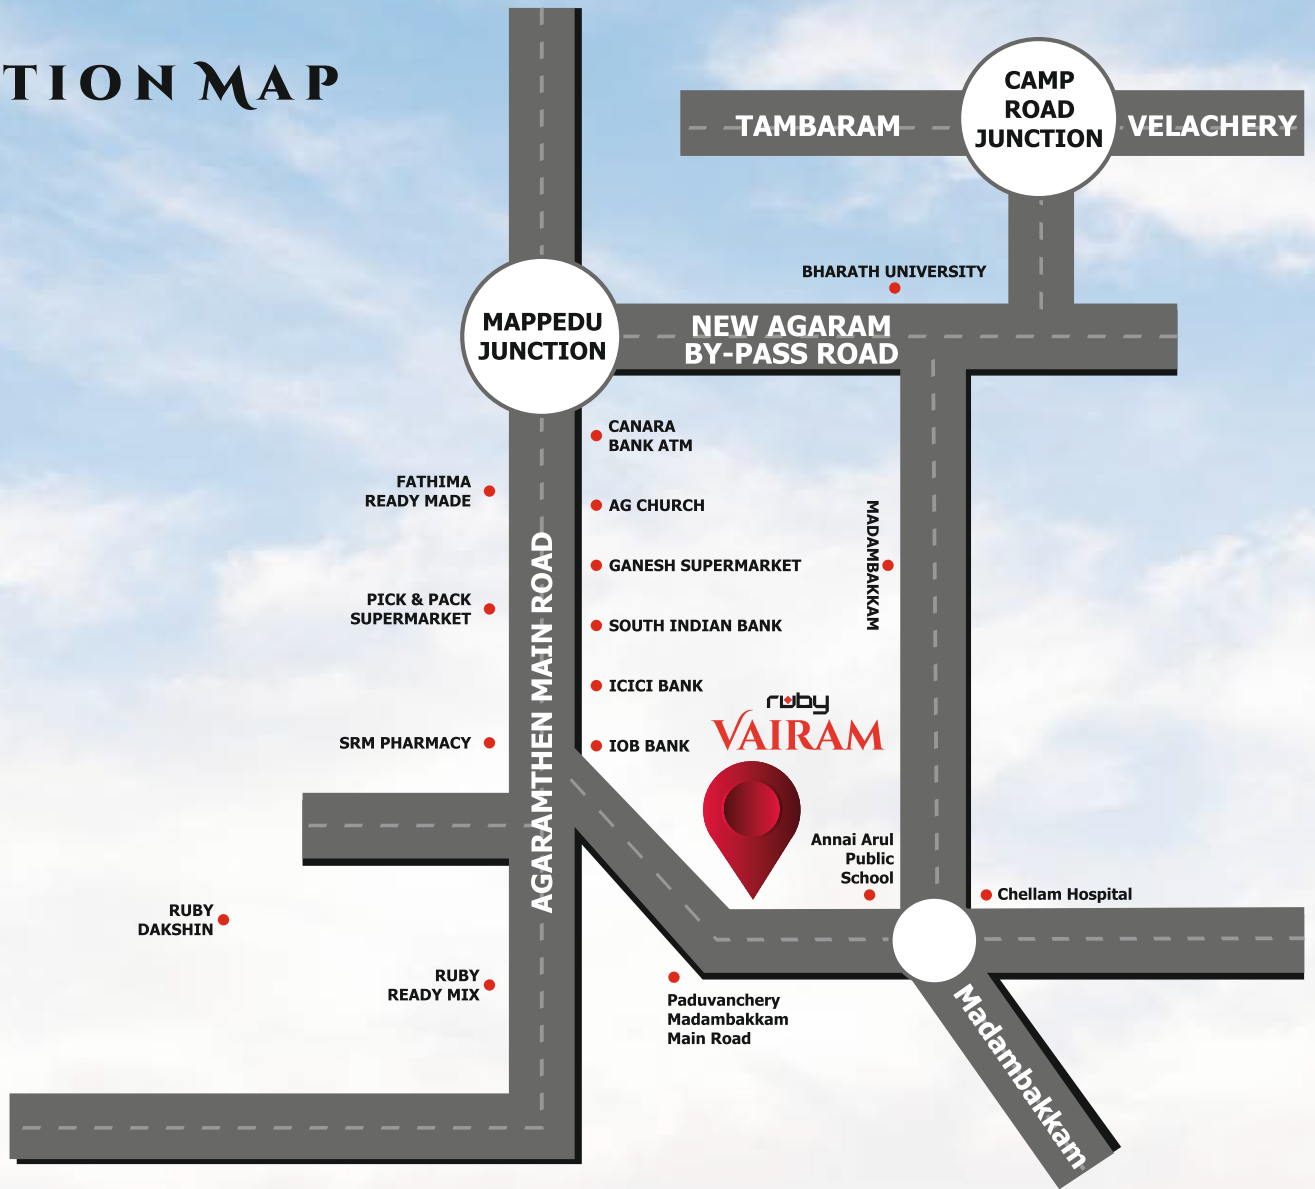 TION MAP
CAMP
ROAD
JUNCTION
TAMBARAM
VELACHERY
BHARATH UNIVERSITY
MAPPEDU
JUNCTION
NEW AGARAM
BY-PASS ROAD
CANARA
BANK ATM
FATHIMA
READY MADE
AG CHURCH
MADAMBAKKAM
GANESH SUPERMARKET
AGARAMTHEN MAIN ROAD
PICK & PACK
SUPERMARKET
SOUTH INDIAN BANK
ICICI BANK
ruby
VAIRAM
SRM PHARMACY
IOB BANK
Annai Arul
Public
School
Chellam Hospital
RUBY
DAKSHIN
RUBY
READY MIX
Paduvanchery
Madambakkam
Main Road
Madambakkam